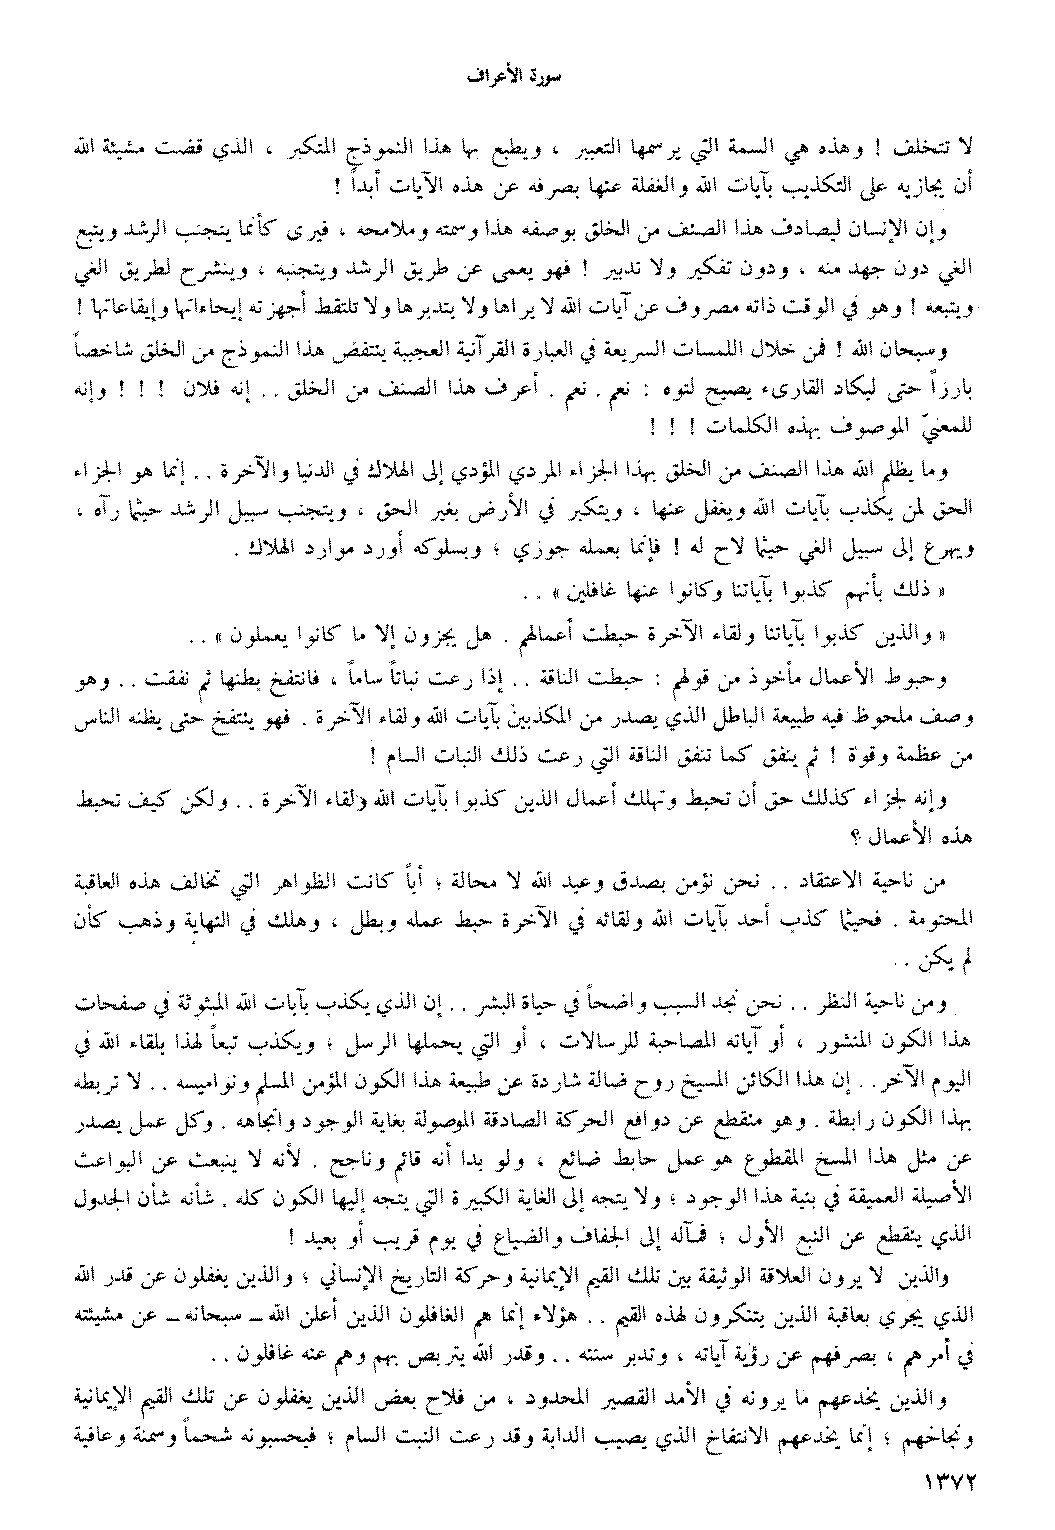 سورة الأعراف
لا تتخلف ! وهذه هي السمة التي يرسمها التعبير ، ويطبع بها هذا النموذج المتكبر ، الذي قضت مشيئة الله
أن يجازيه على التكذيب بآيات الله والغفلة عنها بصرفه عن هذه الآيات أبداً !
وإن الإنسان ليصادف هذا الصنف من الخلق بوصفه هذا وسمته وملامحه ، فيرى كأنما يتجنب الرشد ويتبع
الغي دون جهد منه ، ودون تفكير ولا تدبير ! فهو يعمى عن طريق الرشد ويتجنبه ، وينشرح لطريق الغي
ويتبعه ! وهو في الوقت ذاته مصروف عن آيات الله لا يراها ولا يتدبرها ولا تلتقط أجهزته إيحاءاتها وإيقاعاتها !
وسبحان الله ! فمن خلال اللمسات السريعة في العبارة القرآنية العجيبة ينتفض هذا النموذج من الخلق شاخصاً
بارزاً حتى ليكاد القارىء يصيح لتوه : نعم . نعم . أعرف هذا الصنف من الخلق .. إنه فلان ! ! ! وإنه
للمعنيّ الموصوف بهذه الكلمات ! ! !
وما يظلم الله هذا الصنف من الخلق بهذا الجزاء المردي المؤدي إلى الهلاك في الدنيا والآخرة .. إنما هو الجزاء
الحق لمن يكذب بآيات الله ويغفل عنها ، ويتكبر في الأرض بغير الحق ، ويتجنب سبيل الرشد حيثما رآه ،
ويهرع إلى سبيل الغي حيثما لاح له ! فإنما بعمله جوزي ؛ وبسلوكه أورد موارد الهلاك .
« ذلك بأنهم كذبوا بآياتنا وكانوا عنها غافلين » ..
« والذين كذبوا بآياتنا ولقاء الآخرة حبطت أعمالهم . هل يجزون إلا ما كانوا يعملون » ..
وحبوط الأعمال مأخوذ من قولهم : حبطت الناقة .. إذا رعت نباتاً ساماً ، فانتفخ بطنها ثم نفقت .. وهو
وصف ملحوظ فيه طبيعة الباطل الذي يصدر من المكذبين بآيات الله ولقاء الآخرة . فهو ينتفخ حتى يظنه الناس
من عظمة وقوة ! ثم ينفق كما تنفق الناقة التي رعت ذلك النبات السام !
وإنه لجزاء كذلك حق أن تحبط وتهلك أعمال الذين كذبوا بآيات الله ولقاء الآخرة .. ولكن كيف تحبط
هذه الأعمال ؟
من ناحية الاعتقاد .. نحن نؤمن بصدق وعيد الله لا محالة ؛ أياً كانت الظواهر التي تخالف هذه العاقبة
المحتومة . فحيثما كذب أحد بآيات الله ولقائه في الآخرة حبط عمله وبطل ، وهلك في النهاية وذهب كأن
لم يكن ..
ومن ناحية النظر .. نحن نجد السبب واضحاً في حياة البشر .. إن الذي يكذب بآيات الله المبثوثة في صفحات
هذا الكون المنشور ، أو آياته المصاحبة للرسالات ، أو التي يحملها الرسل ؛ ويكذب تبعاً لهذا بلقاء الله في
اليوم الآخر .. إن هذا الكائن المسيخ روح ضالة شاردة عن طبيعة هذا الكون المؤمن المسلم ونواميسه .. لا تربطه
بهذا الكون رابطة . وهو منقطع عن دوافع الحركة الصادقة الموصولة بغاية الوجود واتجاهه . وكل عمل يصدر
عن مثل هذا المسخ المقطوع هو عمل حابط ضائع ، ولو بدا أنه قائم وناجح . لأنه لا ينبعث عن البواعث
الأصيلة العميقة في بنية هذا الوجود ؛ ولا يتجه إلى الغاية الكبيرة التي يتجه إليها الكون كله . شأنه شأن الجدول
الذي ينقطع عن النبع الأول ؛ فمآله إلى الجفاف والضياع في يوم قريب أو بعيد !
والذين لا يرون العلاقة الوثيقة بين تلك القيم الإيمانية وحركة التاريخ الإنساني ؛ والذين يغفلون عن قدر الله
الذي يجري بعاقبة الذين يتنكرون لهذه القيم .. هؤلاء إنما هم الغافلون الذين أعلن الله ــ سبحانه ــ عن مشيئته
في أمرهم ، بصرفهم عن رؤية آياته ، وتدبر سننه .. وقدر الله يتربص بهم وهم عنه غافلون ..
والذين يخدعهم ما يرونه في الأمد القصير المحدود ، من فلاح بعض الذين يغفلون عن تلك القيم الإيمانية
ونجاحهم ؛ إنما يخدعهم الانتفاخ الذي يصيب الدابة وقد رعت النبت السام ؛ فيحسبونه شحماً وسمنة وعافية
١٣٧٢